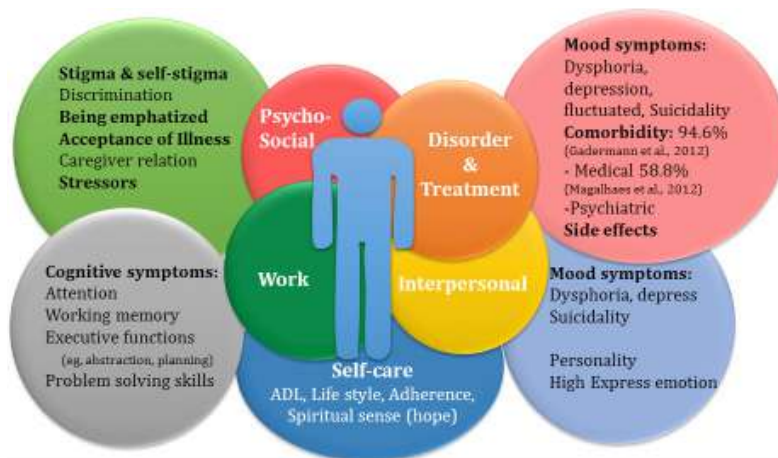 Stigma & self-stigma
Discrimination
Being emphatized
Acceptance of Illness
Caregiver relation
Stressors
Psycho-
Social
Disorder
&
Treatment
Mood symptoms:
Dysphoria,
depression,
fluctuated, Suicidality
Comorbidity: 94.6%
(Gadermann et al., 2012)
- Medical 58.8%
(Magalhaes et al., 2012)
-Psychiatric
Side effects
Cognitive symptoms:
Attention
Working memory
Executive functions
(eg, abstraction, planning)
Problem solving skills
Work
Interpersonal
Mood symptoms:
Dysphoria, depress
Suicidality
Personality
High Express emotion
Self-care
ADL, Life style, Adherence,
Spiritual sense (hope)